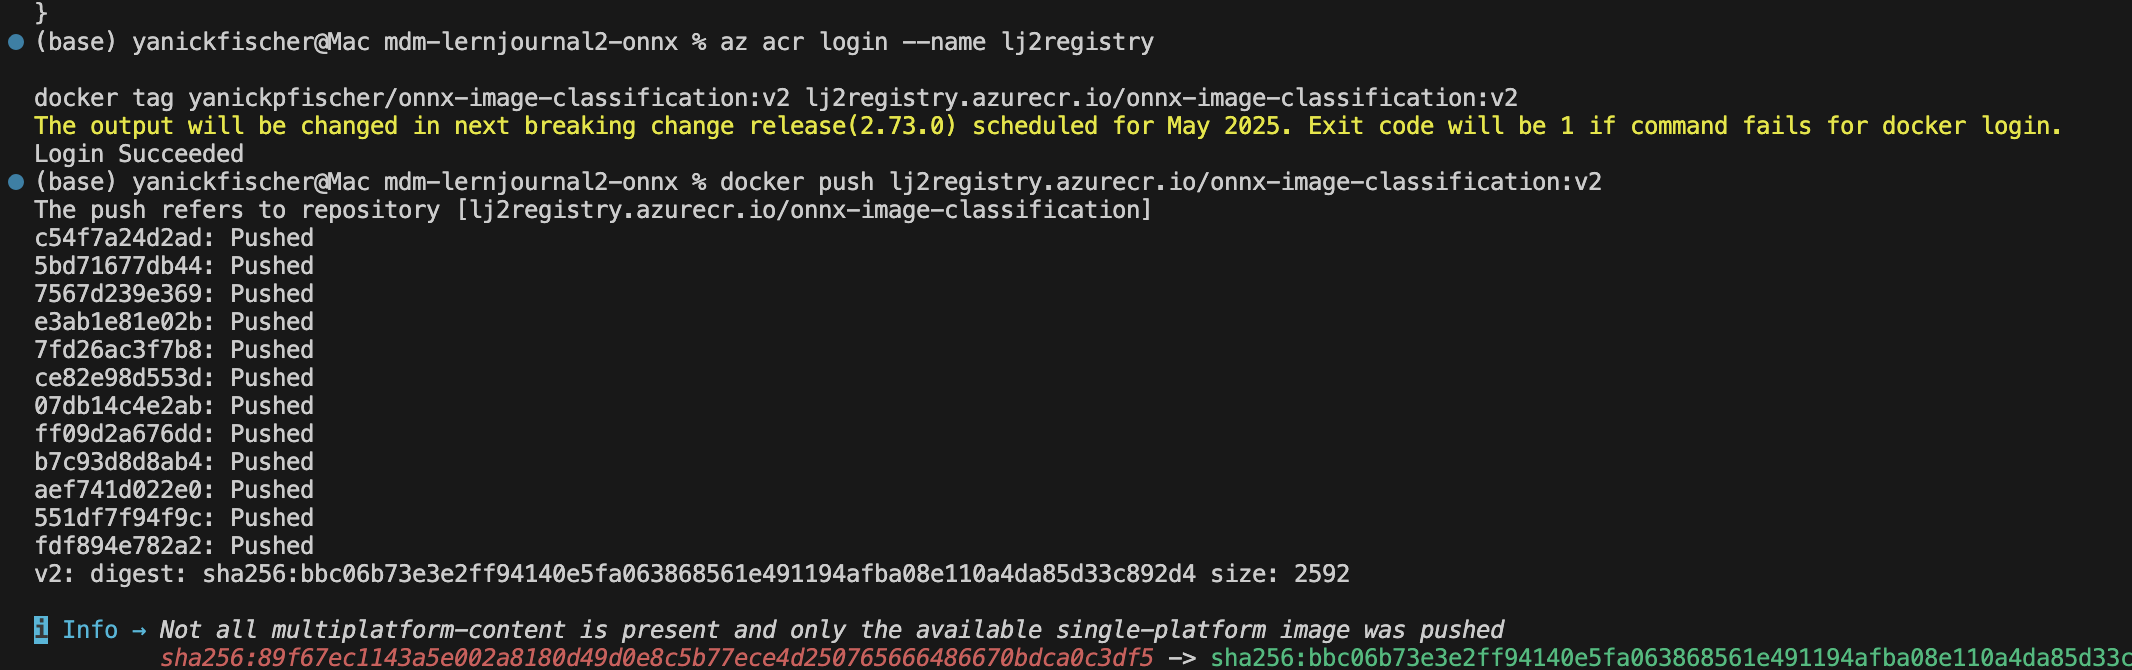 }
(base) yanickfischer@Mac mdm-lernjournal2-onnx % az acr login --name lj2registry
docker tag yanickpfischer/onnx-image-classification:v2 lj2registry.azurecr.io/onnx-image-classification:v2
The output will be changed in next breaking change release(2.73.0) scheduled for May 2025. Exit code will be 1 if command fails for docker login.
Login Succeeded
(base) yanickfischer@Mac mdm-lernjournal2-onnx % docker push lj2registry.azurecr.io/onnx-image-classification:v2
The push refers to repository [lj2registry.azurecr.io/onnx-image-classification]
c54f7a24d2ad: Pushed
5bd71677db44: Pushed
7567d239e369: Pushed
e3ab1e81e02b: Pushed
7fd26ac3f7b8: Pushed
ce82e98d553d: Pushed
07db14c4e2ab: Pushed
ff09d2a676dd: Pushed
b7c93d8d8ab4: Pushed
aef741d022e0: Pushed
551df7f94f9c: Pushed
fdf894e782a2: Pushed
v2: digest: sha256:bbc06b73e3e2ff94140e5fa063868561e491194afba08e110a4da85d33c892d4 size: 2592
i Info → Not all multiplatform-content is present and only the available single-platform image was pushed
sha256:89f67ec1143a5e002a8180d49d0e8c5b77ece4d250765666486670bdca0c3df5 -> sha256:bbc06b73e3e2ff94140e5fa063868561e491194afba08e110a4da85d33c